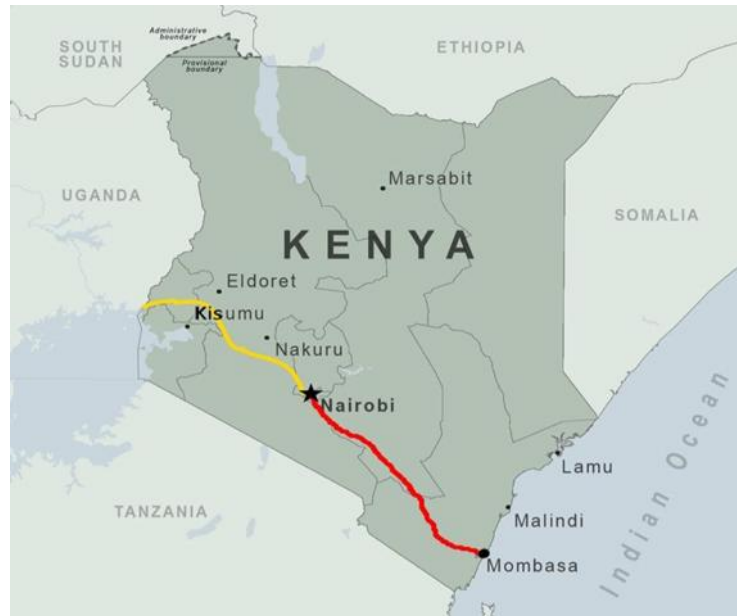 Administrative
boundary
SOUTH
SUDAN
Provisional
boundary
ETHIOPIA
Marsabit
UGANDA
SOMALIA
KENYA
Eldoret
Kisumu
Nakuru
Nairobi
Lamu
Indian Ocean
TANZANIA
Malindi
Mombasa